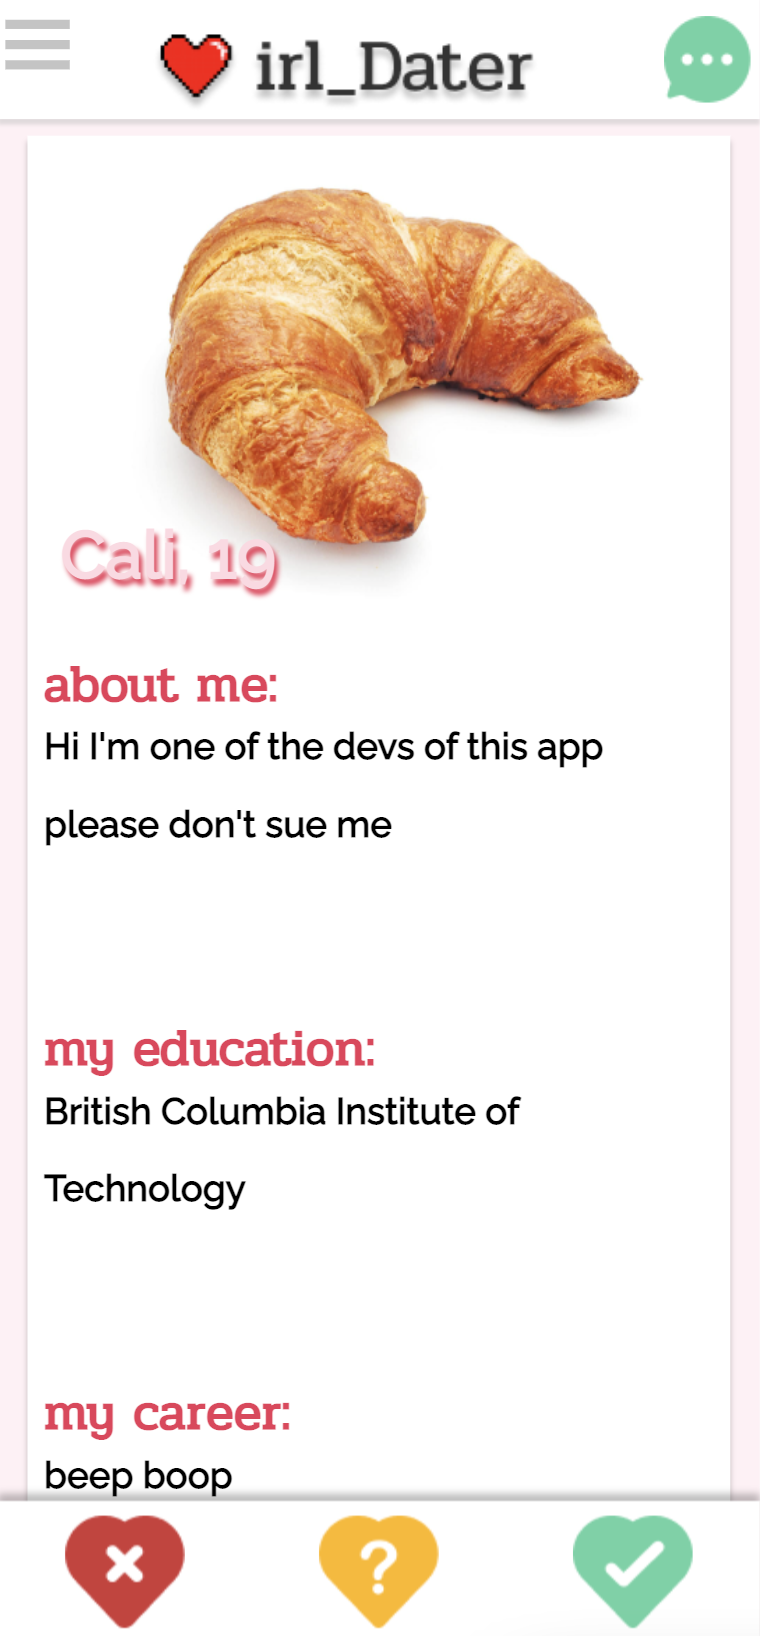 irl_Dater
Cali, 19
about me:
Hi I'm one of the devs of this app
please don't sue me
my education:
British Columbia Institute of
Technology
my career:
beep boop
?